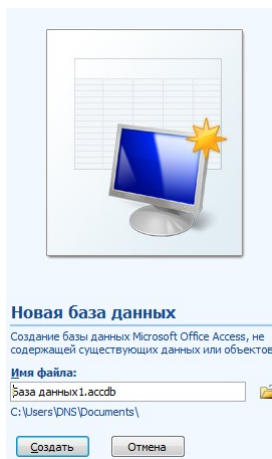 Новая база данных
Создание базы данных Microsoft Office Access, не
содержащей существующих данных или объектов
Имя файла:
База данных1.accdb
C:\Users\DNS\Documents\
Создать
Отмена